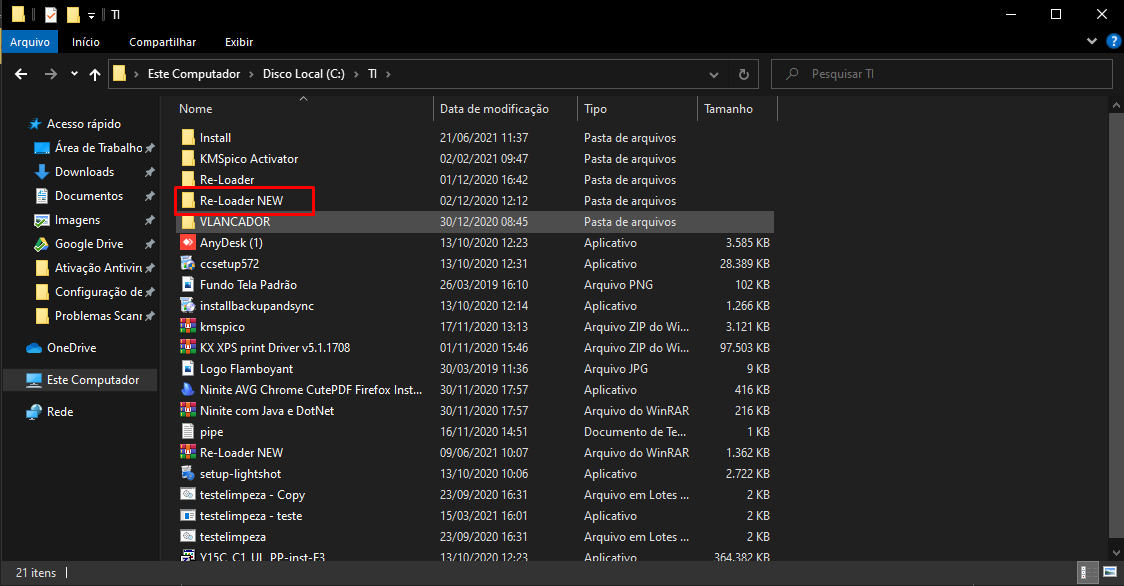 TI
Arquivo Início Compartilhar Exibir
Este Computador Disco Local (C:) TI
Pesquisar TI
Nome Data de modificação Tipo Tamanho
Acesso rápido
Área de Trabalho
Downloads
Documentos
Imagens
Google Drive
Ativação Antiviru
Configuração de
Problemas Scanr
OneDrive
Este Computador
Rede
Install 21/06/2021 11:37 Pasta de arquivos
KMSpico Activator 02/02/2021 09:47 Pasta de arquivos
Re-Loader 01/12/2020 16:42 Pasta de arquivos
Re-Loader NEW 02/12/2020 12:12 Pasta de arquivos
VLANCADOR 30/12/2020 08:45 Pasta de arquivos
AnyDesk (1) 13/10/2020 12:23 Aplicativo 3.585 KB
ccsetup572 13/10/2020 12:31 Aplicativo 28.389 KB
Fundo Tela Padrão 26/03/2019 16:10 Arquivo PNG 102 KB
installbackupandsync 13/10/2020 12:14 Aplicativo 1.266 KB
kmspico 17/11/2020 13:13 Arquivo ZIP do Wi... 3.121 KB
KX XPS print Driver v5.1.1708 01/11/2020 15:46 Arquivo ZIP do Wi... 97.503 KB
Logo Flamboyant 30/03/2019 11:36 Arquivo JPG 9 KB
Ninite AVG Chrome CutePDF Firefox Inst... 30/11/2020 17:57 Aplicativo 416 KB
Ninite com Java e DotNet 30/11/2020 17:57 Arquivo do WinRAR 216 KB
pipe 16/11/2020 14:51 Documento de Te... 1 KB
Re-Loader NEW 09/06/2021 10:07 Arquivo do WinRAR 1.362 KB
setup-lightshot 13/10/2020 10:06 Aplicativo 2.722 KB
testelimpeza - Copy 23/09/2020 16:31 Arquivo em Lotes ... 2 KB
testelimpeza - teste 15/03/2021 16:01 Aplicativo 2 KB
testelimpeza 23/09/2020 16:31 Arquivo em Lotes ... 2 KB
Y15C_C1_UI_PP-inst-F3 13/10/2020 12:23 Aplicativo 364.382 KB
21 itens